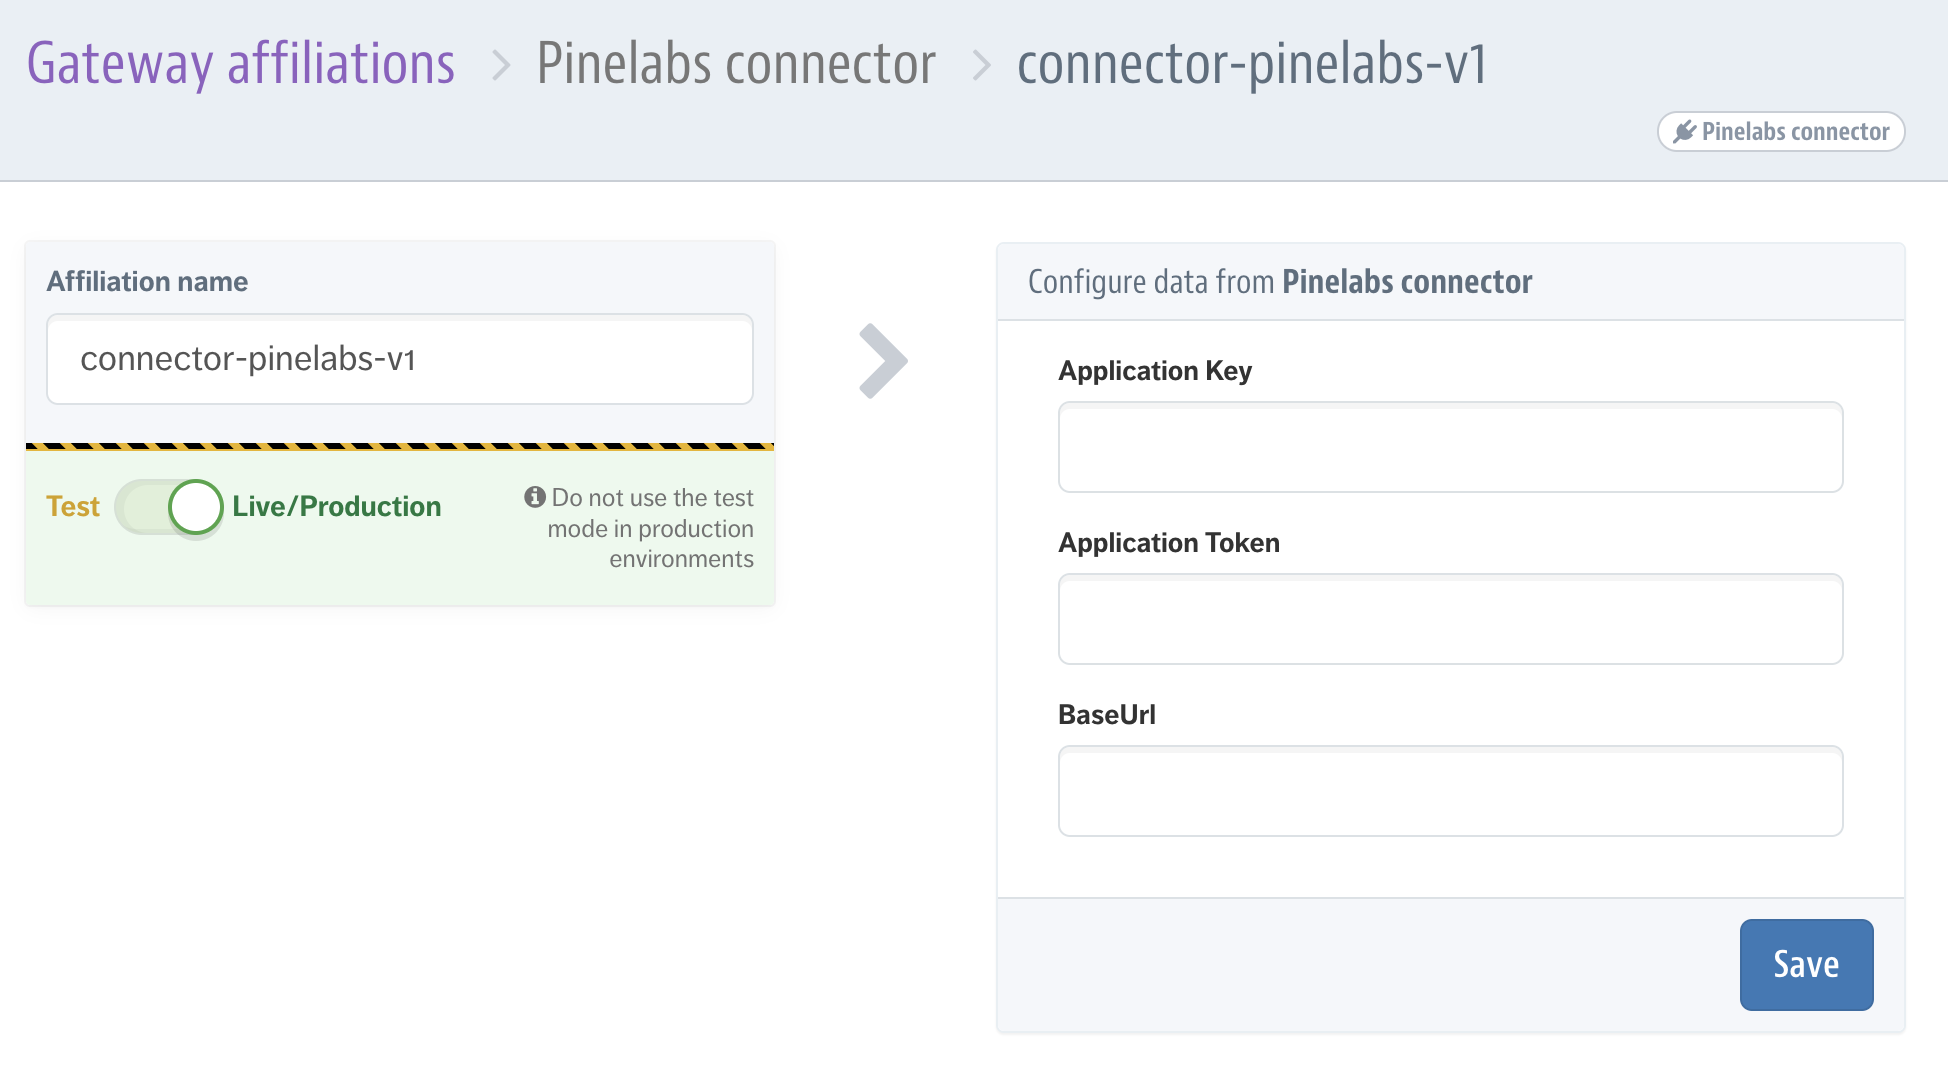 Gateway affiliations > Pinelabs connector > connector-pinelabs-v1
Pinelabs connector
Affiliation name
connector-pinelabs-v1
Test Live/Production
Do not use the test
mode in production
environments
Configure data from Pinelabs connector
Application Key
Application Token
BaseUrl
Save